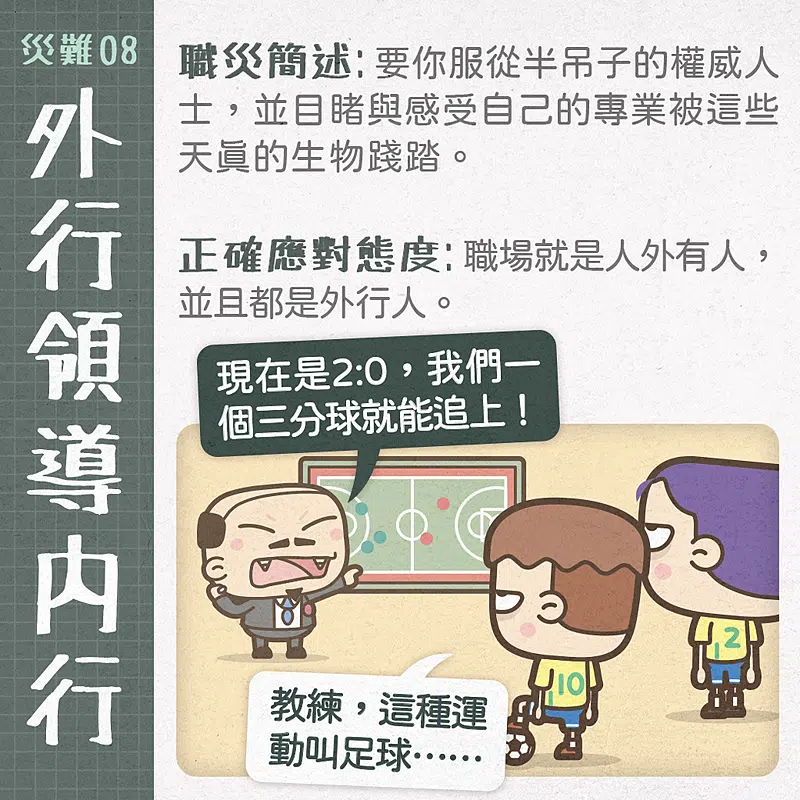 災難08
外行領導內行
職災簡述:要你服從半吊子的權威人
士，並目睹與感受自己的專業被這些
天真的生物踐踏。
正確應對態度:職場就是人外有人，
並且都是外行人。
現在是2:0，我們一
個三分球就能追上！
10
12
教練，這種運
動叫足球⋯⋯